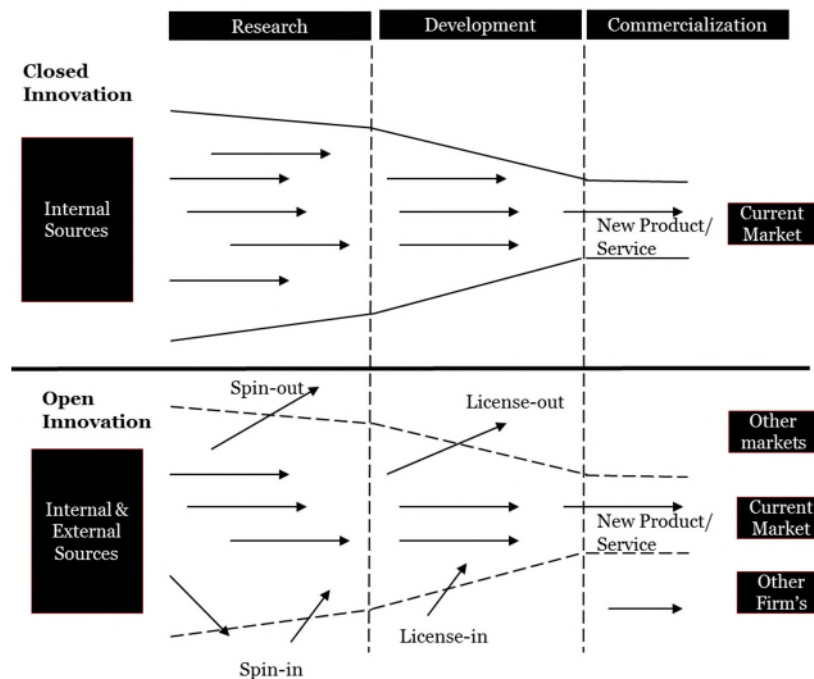 Research
Development
Commercialization
Closed
Innovation
Internal
Sources
New Product/
Service
Current
Market
Open
Innovation
Spin-out
License-out
Other
markets
Internal &
External
Sources
New Product/
Service
Current
Market
Other
Firm's
License-in
Spin-in